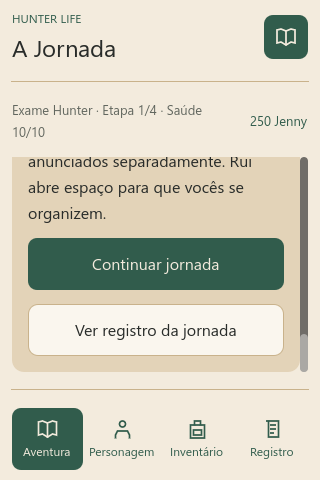 HUNTER LIFE
A Jornada
Exame Hunter · Etapa 1/4 · Saúde
10/10
250 Jenny
anunciados separadamente. Rui
abre espaço para que vocês se
organizem.
Continuar jornada
Ver registro da jornada
Aventura
Personagem
Inventário
Registro